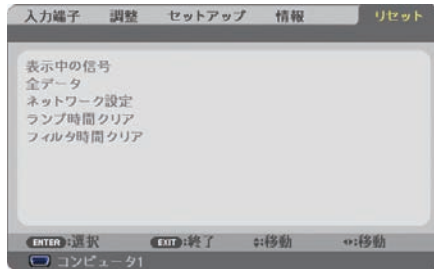 入力端子 調整 セットアップ 情報 リセット
表示中の信号
全データ
ネットワーク設定
ランプ時間クリア
フィルタ時間クリア
ENTER:選択 EXIT:終了 :移動 :移動
コンピュータ1